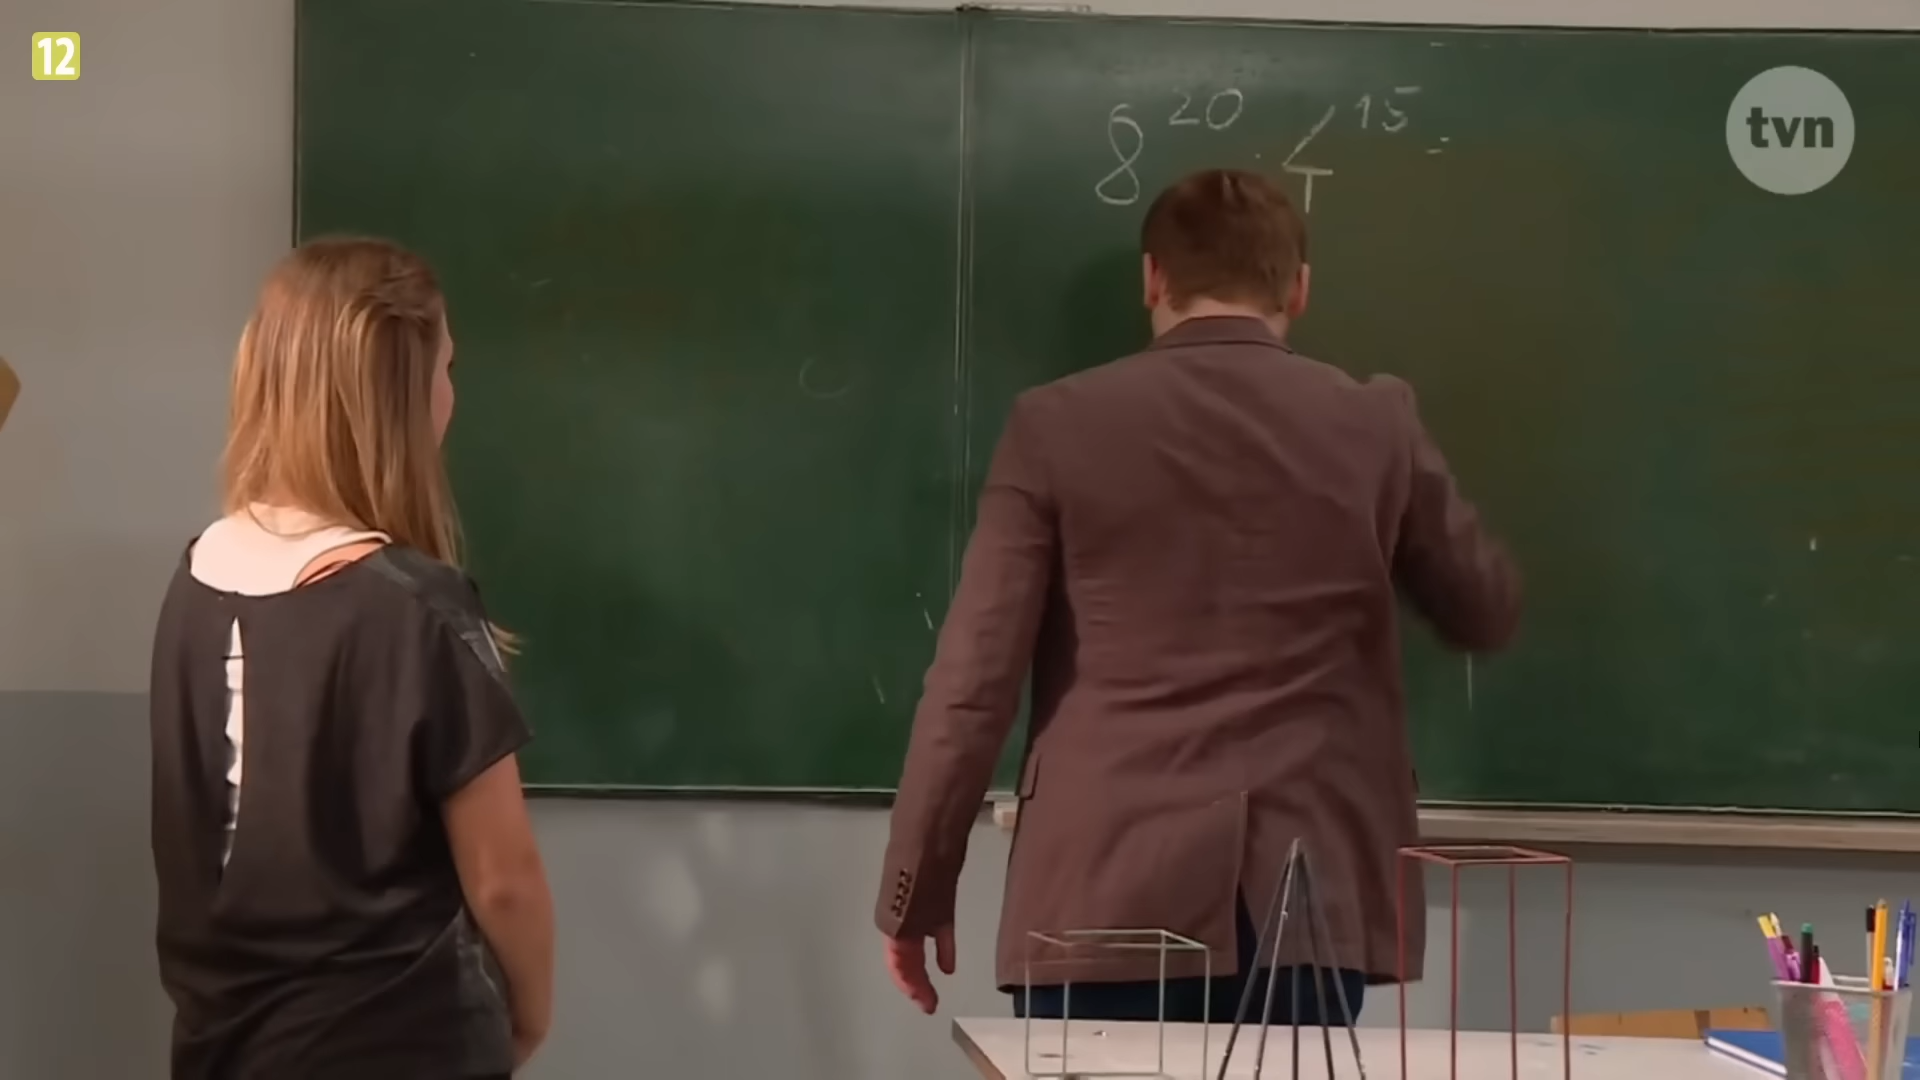 12
8²⁰ · 4¹⁵ =
tvn